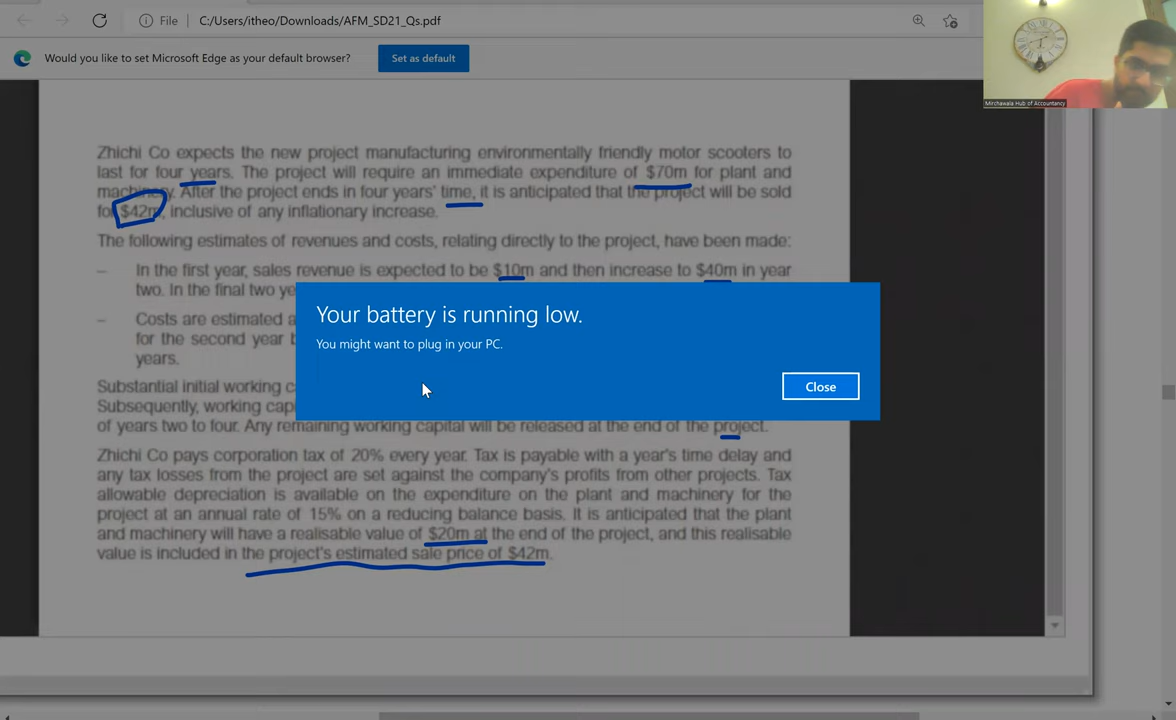 File
C:/Users/itheo/Downloads/AFM_SD21_Qs.pdf
Would you like to set Microsoft Edge as your default browser?
Set as default
Mirchawala Hub of Accountancy
Zhichi Co expects the new project manufacturing environmentally friendly motor scooters to
last for four years. The project will require an immediate expenditure of $70m for plant and
machinery. After the project ends in four years' time, it is anticipated that the project will be sold
for $42m, inclusive of any inflationary increase.
The following estimates of revenues and costs, relating directly to the project, have been made:
– In the first year, sales revenue is expected to be $10m and then increase to $40m in year
two. In the final two ye
– Costs are estimated a
for the second year b
years.
Your battery is running low.
You might want to plug in your PC.
Close
Substantial initial working c
Subsequently, working capi
of years two to four. Any remaining working capital will be released at the end of the project.
Zhichi Co pays corporation tax of 20% every year. Tax is payable with a year's time delay and
any tax losses from the project are set against the company's profits from other projects. Tax
allowable depreciation is available on the expenditure on the plant and machinery for the
project at an annual rate of 15% on a reducing balance basis. It is anticipated that the plant
and machinery will have a realisable value of $20m at the end of the project, and this realisable
value is included in the project's estimated sale price of $42m.